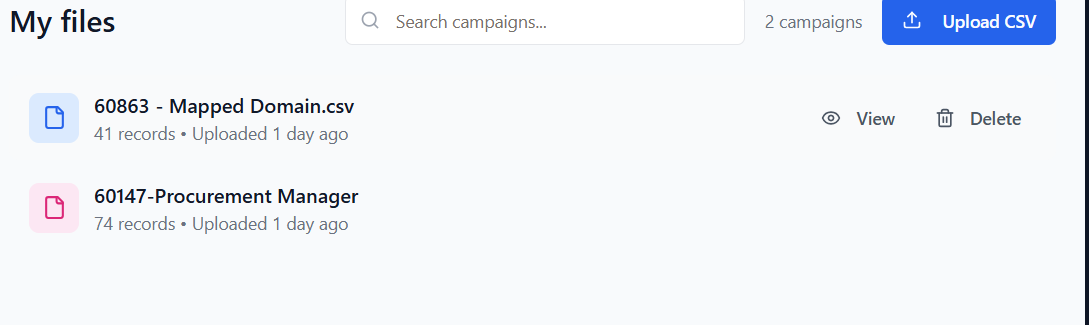 My files
Search campaigns...
2 campaigns
Upload CSV
60863 - Mapped Domain.csv
41 records • Uploaded 1 day ago
View
Delete
60147-Procurement Manager
74 records • Uploaded 1 day ago